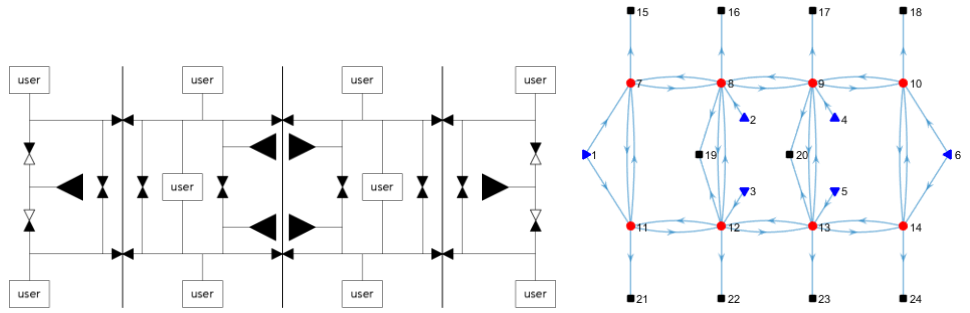 user user user user
user user
user user user user
15 16 17 18
7 8 9 10
2 4
1 19 20 6
3 5
11 12 13 14
21 22 23 24